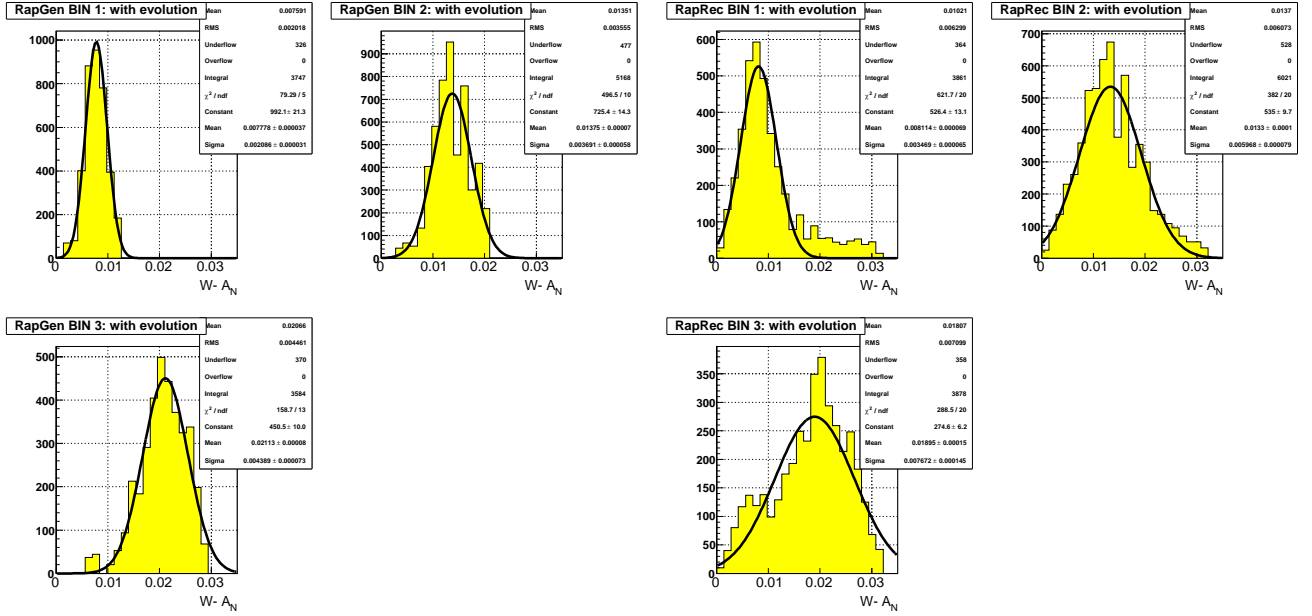 RapGen BIN 1: with evolution
Mean 0.007591
RMS 0.002018
Underflow 326
Overflow 0
Integral 3747
χ² / ndf 79.29 / 5
Constant 992.1 ± 21.3
Mean 0.007778 ± 0.000037
Sigma 0.002086 ± 0.000031
1000
800
600
400
200
0
0 0.01 0.02 0.03
W- A_N
RapGen BIN 2: with evolution
Mean 0.01351
RMS 0.003555
Underflow 477
Overflow 0
Integral 5168
χ² / ndf 496.5 / 10
Constant 725.4 ± 14.3
Mean 0.01375 ± 0.00007
Sigma 0.003691 ± 0.000058
900
800
700
600
500
400
300
200
100
0
0 0.01 0.02 0.03
W- A_N
RapRec BIN 1: with evolution
Mean 0.01021
RMS 0.006299
Underflow 364
Overflow 0
Integral 3861
χ² / ndf 621.7 / 20
Constant 526.4 ± 13.1
Mean 0.008114 ± 0.000069
Sigma 0.003469 ± 0.000065
600
500
400
300
200
100
0
0 0.01 0.02 0.03
W- A_N
RapRec BIN 2: with evolution
Mean 0.0137
RMS 0.006073
Underflow 528
Overflow 0
Integral 6021
χ² / ndf 382 / 20
Constant 535 ± 9.7
Mean 0.0133 ± 0.0001
Sigma 0.005968 ± 0.000079
700
600
500
400
300
200
100
0
0 0.01 0.02 0.03
W- A_N
RapGen BIN 3: with evolution
Mean 0.02066
RMS 0.004461
Underflow 370
Overflow 0
Integral 3584
χ² / ndf 158.7 / 13
Constant 450.5 ± 10.0
Mean 0.02113 ± 0.00008
Sigma 0.004389 ± 0.000073
500
400
300
200
100
0
0 0.01 0.02 0.03
W- A_N
RapRec BIN 3: with evolution
Mean 0.01807
RMS 0.007099
Underflow 358
Overflow 0
Integral 3878
χ² / ndf 288.5 / 20
Constant 274.6 ± 6.2
Mean 0.01895 ± 0.00015
Sigma 0.007672 ± 0.000145
350
300
250
200
150
100
50
0
0 0.01 0.02 0.03
W- A_N